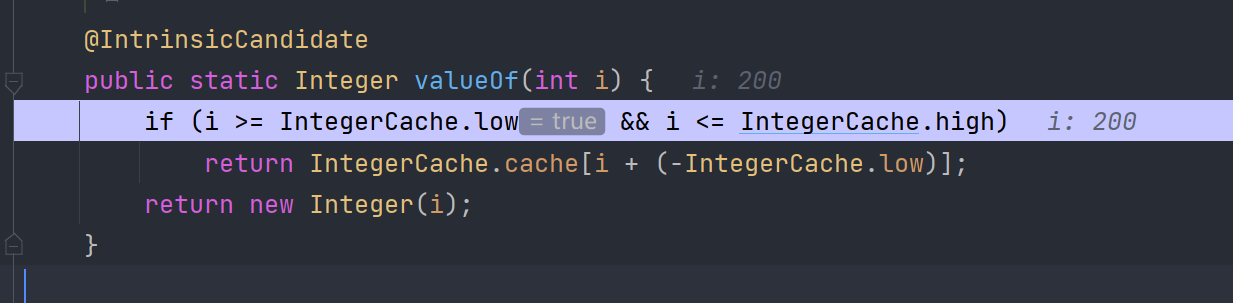 @IntrinsicCandidate
public static Integer valueOf(int i) {   i: 200
if (i >= IntegerCache.low = true && i <= IntegerCache.high)   i: 200
return IntegerCache.cache[i + (-IntegerCache.low)];
return new Integer(i);
}